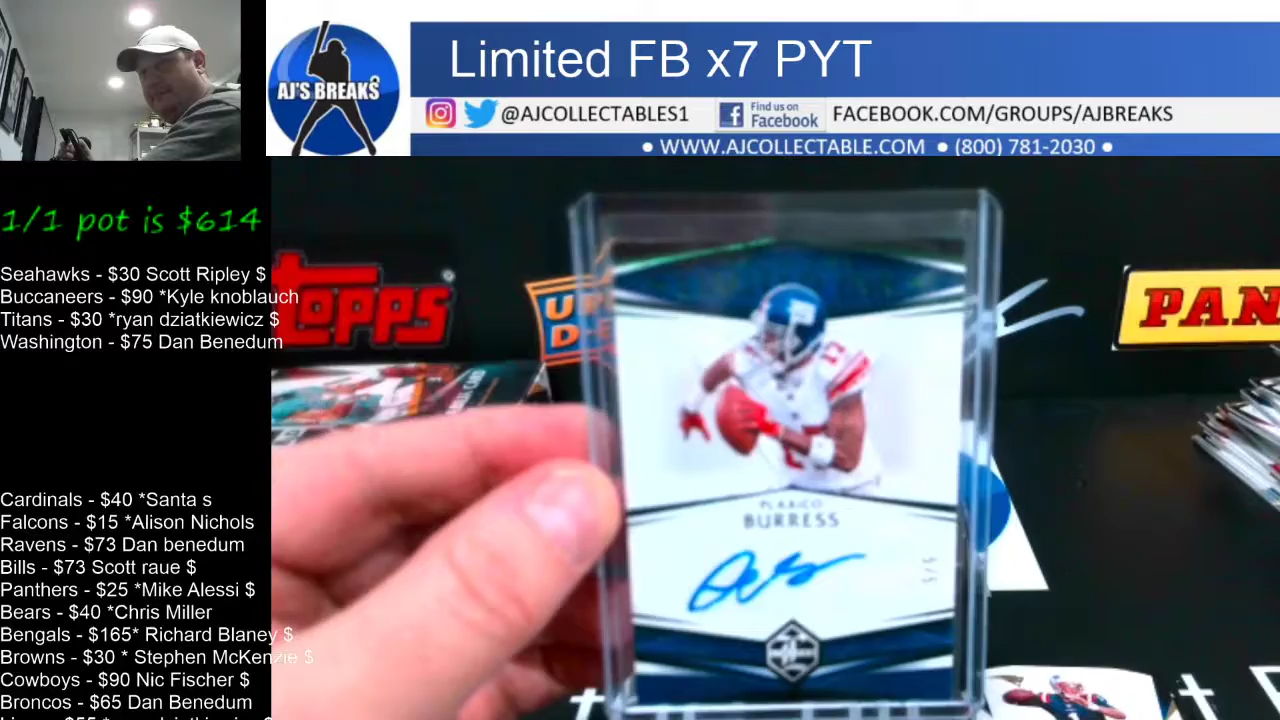 Limited FB x7 PYT
AJ'S BREAKS
@AJCOLLECTABLES1
Find us on
Facebook
FACEBOOK.COM/GROUPS/AJBREAKS
• WWW.AJCOLLECTABLE.COM • (800) 781-2030 •
1/1 pot is $614
Seahawks - $30 Scott Ripley $
Buccaneers - $90 *Kyle knoblauch
Titans - $30 *ryan dziatkiewicz $
Washington - $75 Dan Benedum
Cardinals - $40 *Santa s
Falcons - $15 *Alison Nichols
Ravens - $73 Dan benedum
Bills - $73 Scott raue $
Panthers - $25 *Mike Alessi $
Bears - $40 *Chris Miller
Bengals - $165* Richard Blaney $
Browns - $30 * Stephen McKenzie $
Cowboys - $90 Nic Fischer $
Broncos - $65 Dan Benedum
TOPPS
PAN
PLAXICO
BURRESS